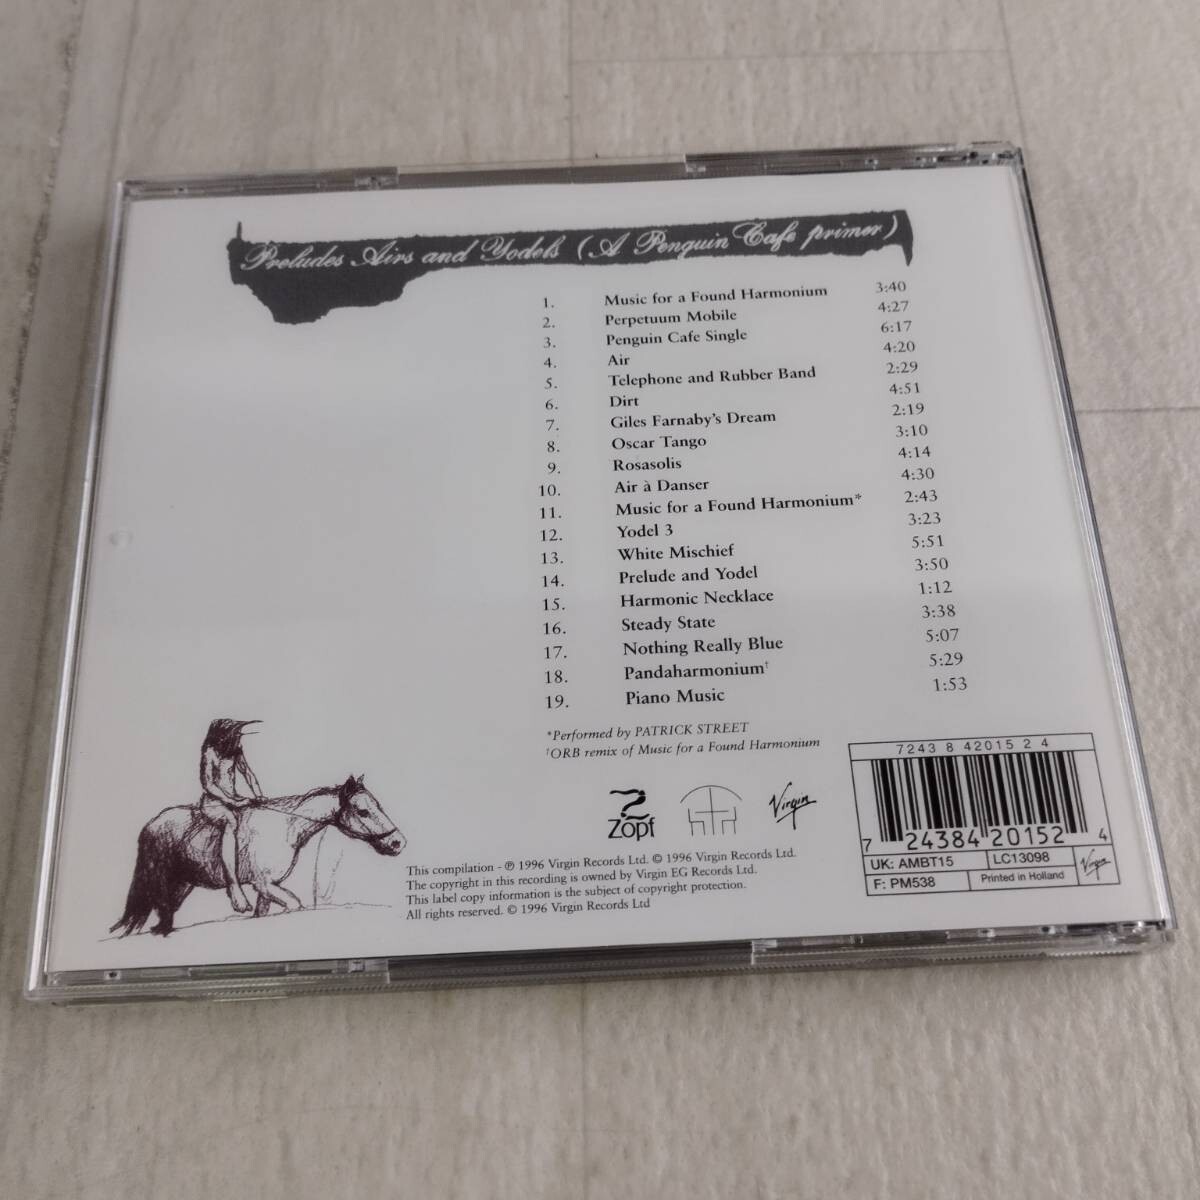 Preludes Airs and Yodels (A Penguin Cafe primer)
1. Music for a Found Harmonium 3:40
2. Perpetuum Mobile 4:27
3. Penguin Cafe Single 6:17
4. Air 4:20
5. Telephone and Rubber Band 2:29
6. Dirt 4:51
7. Giles Farnaby's Dream 2:19
8. Oscar Tango 3:10
9. Rosasolis 4:14
10. Air à Danser 4:30
11. Music for a Found Harmonium* 2:43
12. Yodel 3 3:23
13. White Mischief 5:51
14. Prelude and Yodel 3:50
15. Harmonic Necklace 1:12
16. Steady State 3:38
17. Nothing Really Blue 5:07
18. Pandaharmonium† 5:29
19. Piano Music 1:53
*Performed by PATRICK STREET
†ORB remix of Music for a Found Harmonium
Zopf
Virgin
This compilation - ℗ 1996 Virgin Records Ltd. © 1996 Virgin Records Ltd.
The copyright in this recording is owned by Virgin EG Records Ltd.
This label copy information is the subject of copyright protection.
All rights reserved. © 1996 Virgin Records Ltd
7243 8 42015 2 4
7 24384 20152 4
UK: AMBT15
LC13098
F: PM538
Printed in Holland
Virgin